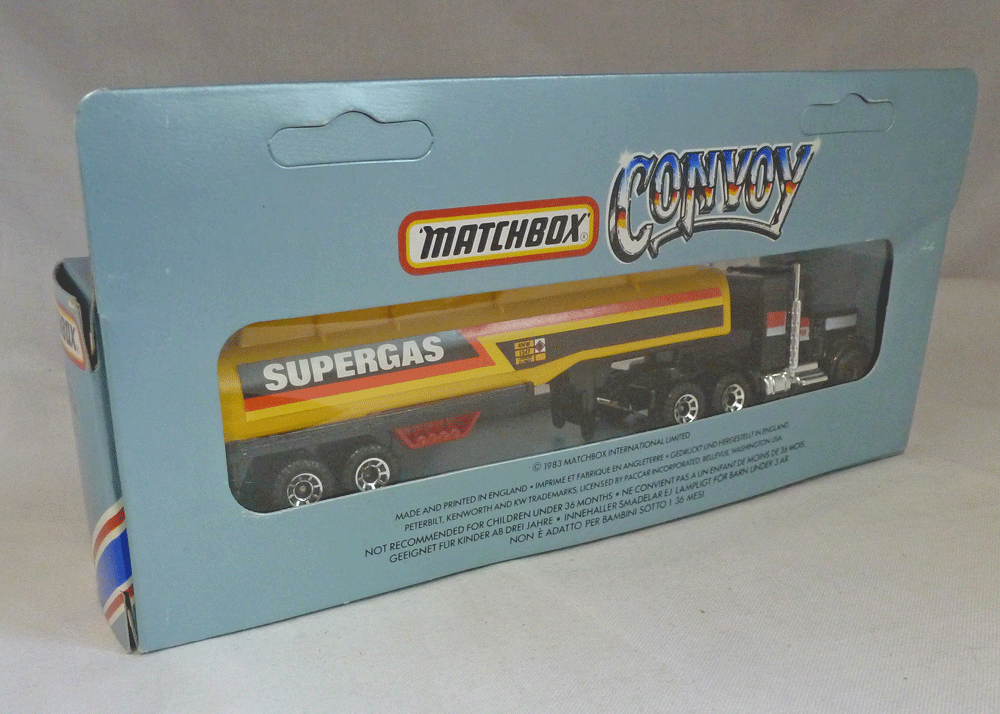 CONVOY
'MATCHBOX'®
BOX
SUPERGAS
1247
© 1983 MATCHBOX INTERNATIONAL LIMITED
MADE AND PRINTED IN ENGLAND • IMPRIME ET FABRIQUE EN ANGLETERRE • GEDRUCKT UND HERGESTELLT IN ENGLAND
PETERBILT, KENWORTH AND KW TRADEMARKS, LICENSED BY PACCAR INCORPORATED, BELLEVUE, WASHINGTON USA
NOT RECOMMENDED FOR CHILDREN UNDER 36 MONTHS • NE CONVIENT PAS A UN ENFANT DE MOINS DE 36 MOIS.
GEEIGNET FÜR KINDER AB DREI JAHRE • INNEHALLER SMADELAR EJ LAMPLIGT FOR BARN UNDER 3 AR
NON È ADATTO PER BAMBINI SOTTO I 36 MESI